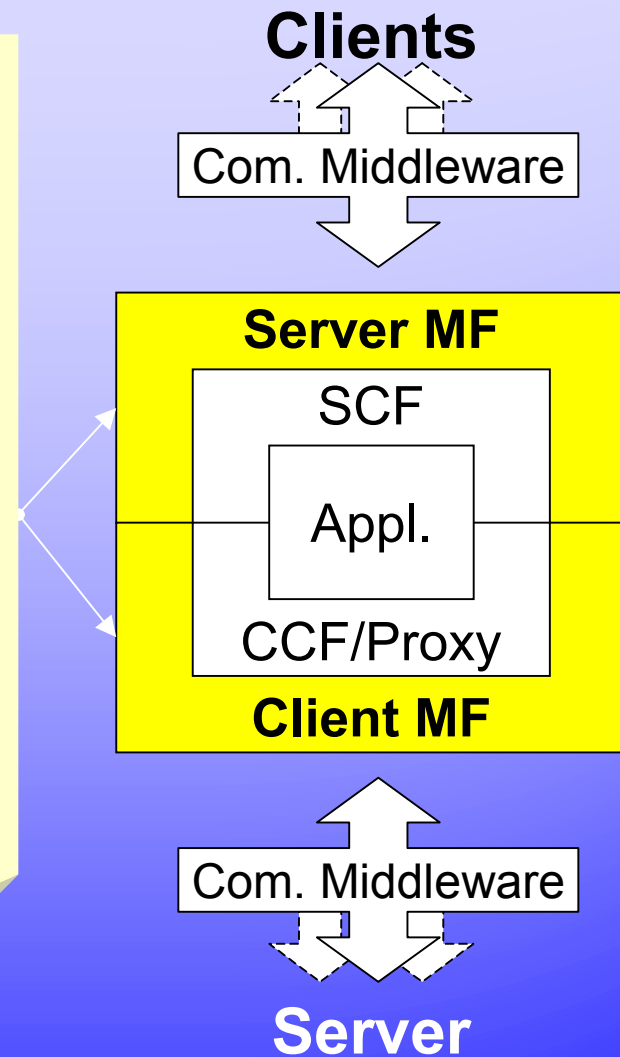 Clients
Com. Middleware
Server MF
SCF
Appl.
CCF/Proxy
Client MF
Com. Middleware
Server